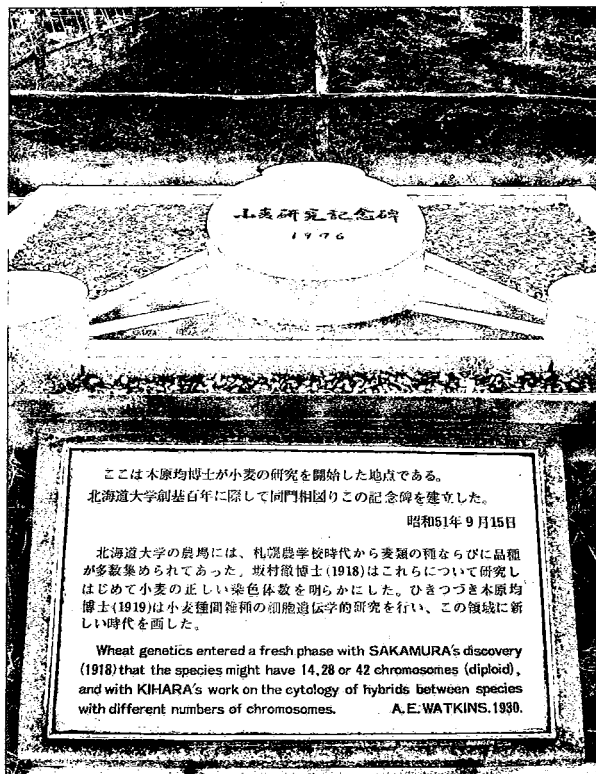 小麦研究記念碑
1976
ここは木原均博士が小麦の研究を開始した地点である。
北海道大学創基百年に際して同門相図りこの記念碑を建立した。
昭和51年9月15日
北海道大学の農場には、札幌農学校時代から麦類の種ならびに品種
が多数集められてあった。坂村徹博士(1918)はこれらについて研究し
はじめて小麦の正しい染色体数を明らかにした。ひきつづき木原均
博士(1919)は小麦種間雑種の細胞遺伝学的研究を行い、この領域に新
しい時代を画した。
Wheat genetics entered a fresh phase with SAKAMURA's discovery
(1918) that the species might have 14,28 or 42 chromosomes (diploid),
and with KIHARA's work on the cytology of hybrids between species
with different numbers of chromosomes. A.E.WATKINS.1930.